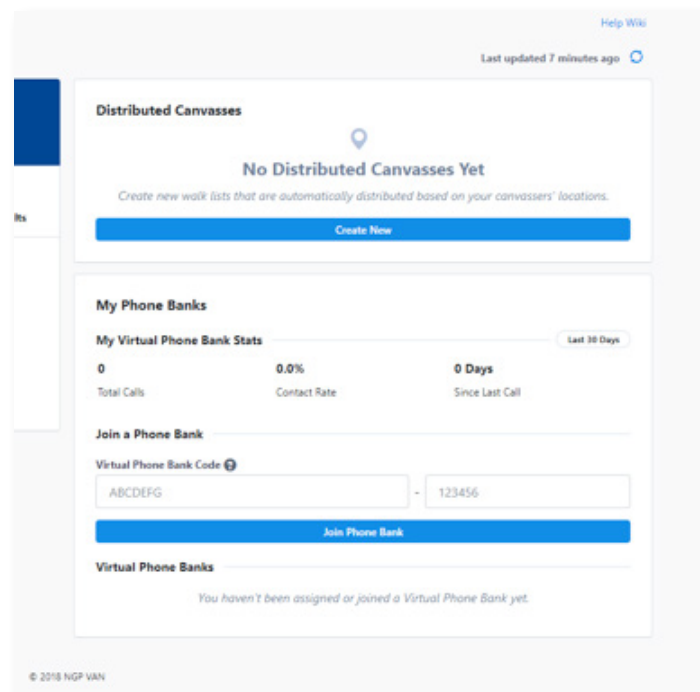 Help Wiki
Last updated 7 minutes ago
Distributed Canvasses
No Distributed Canvasses Yet
Create new walk lists that are automatically distributed based on your canvassers' locations.
lts
Create New
My Phone Banks
My Virtual Phone Bank Stats
Last 30 Days
0 0.0% 0 Days
Total Calls Contact Rate Since Last Call
Join a Phone Bank
Virtual Phone Bank Code
ABCDEFG - 123456
Join Phone Bank
Virtual Phone Banks
You haven't been assigned or joined a Virtual Phone Bank yet.
© 2018 NGP VAN